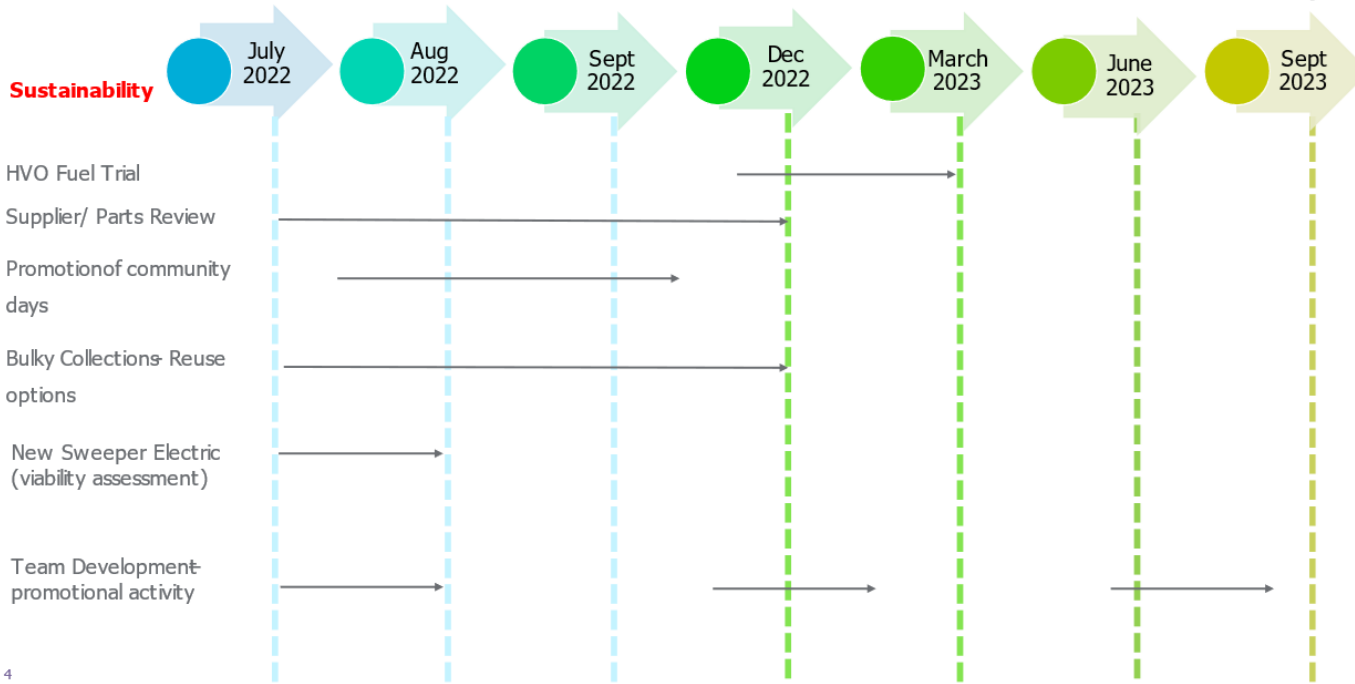 July
2022
Aug
2022
Sept
2022
Dec
2022
March
2023
June
2023
Sept
2023
Sustainability
HVO Fuel Trial
Supplier/ Parts Review
Promotionof community
days
Bulky Collections- Reuse
options
New Sweeper Electric
(viability assessment)
Team Development-
promotional activity
4